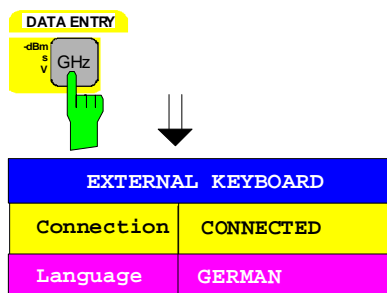 DATA ENTRY
-dBm
s
V
GHz
EXTERNAL KEYBOARD
Connection CONNECTED
Language GERMAN